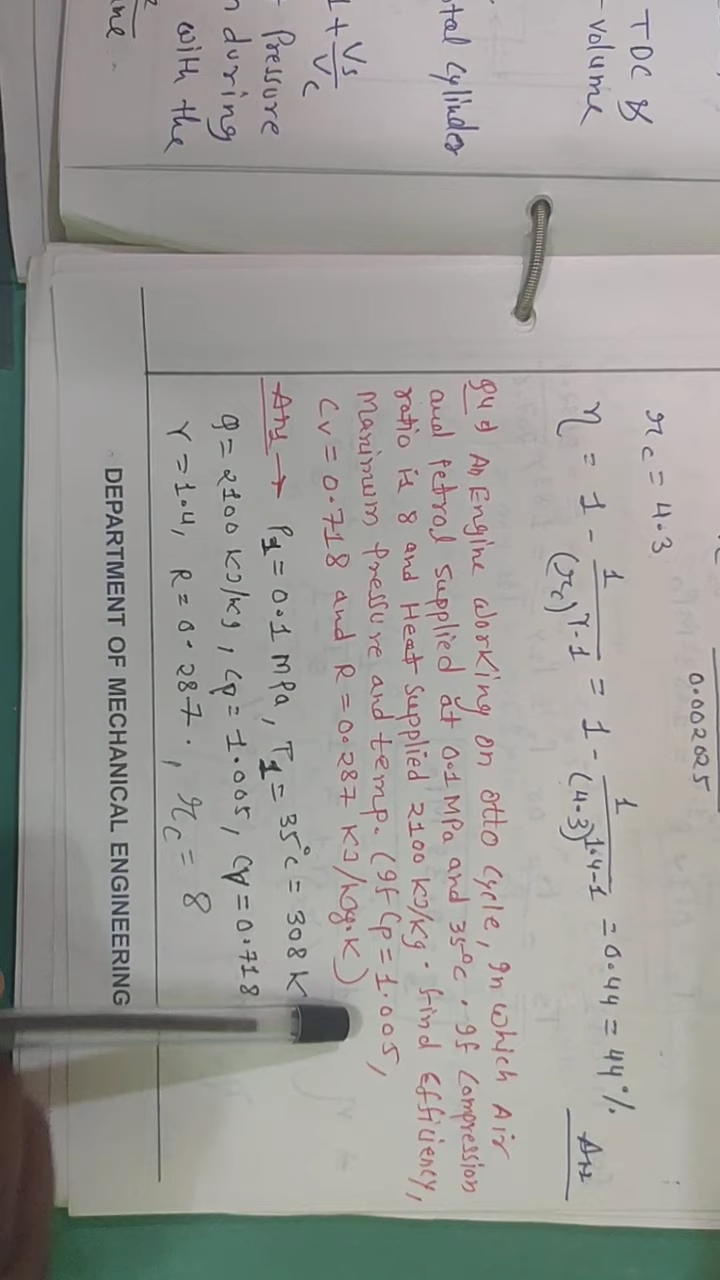 TDC &
volume
tal cylinder
1 + Vs/Vc
Pressure
n during
with the
0.002025
rc = 4.3
η = 1 - 1/(rc)^γ-1 = 1 - 1/(4.3)^1.4-1 = 0.44 = 44%. Ans
An Engine working on otto cycle, In which Air
and petrol supplied at 0.1 MPa and 35°C. If compression
ratio is 8 and Heat supplied 2100 KJ/Kg. find Efficiency,
Maximum pressure and temp. (If Cp = 1.005,
Cv = 0.718 and R = 0.287 KJ/Kg.K)
Ans → P1 = 0.1 MPa, T1 = 35°C = 308 K
Q = 2100 KJ/Kg, Cp = 1.005, Cv = 0.718
γ = 1.4, R = 0.287, rc = 8
DEPARTMENT OF MECHANICAL ENGINEERING